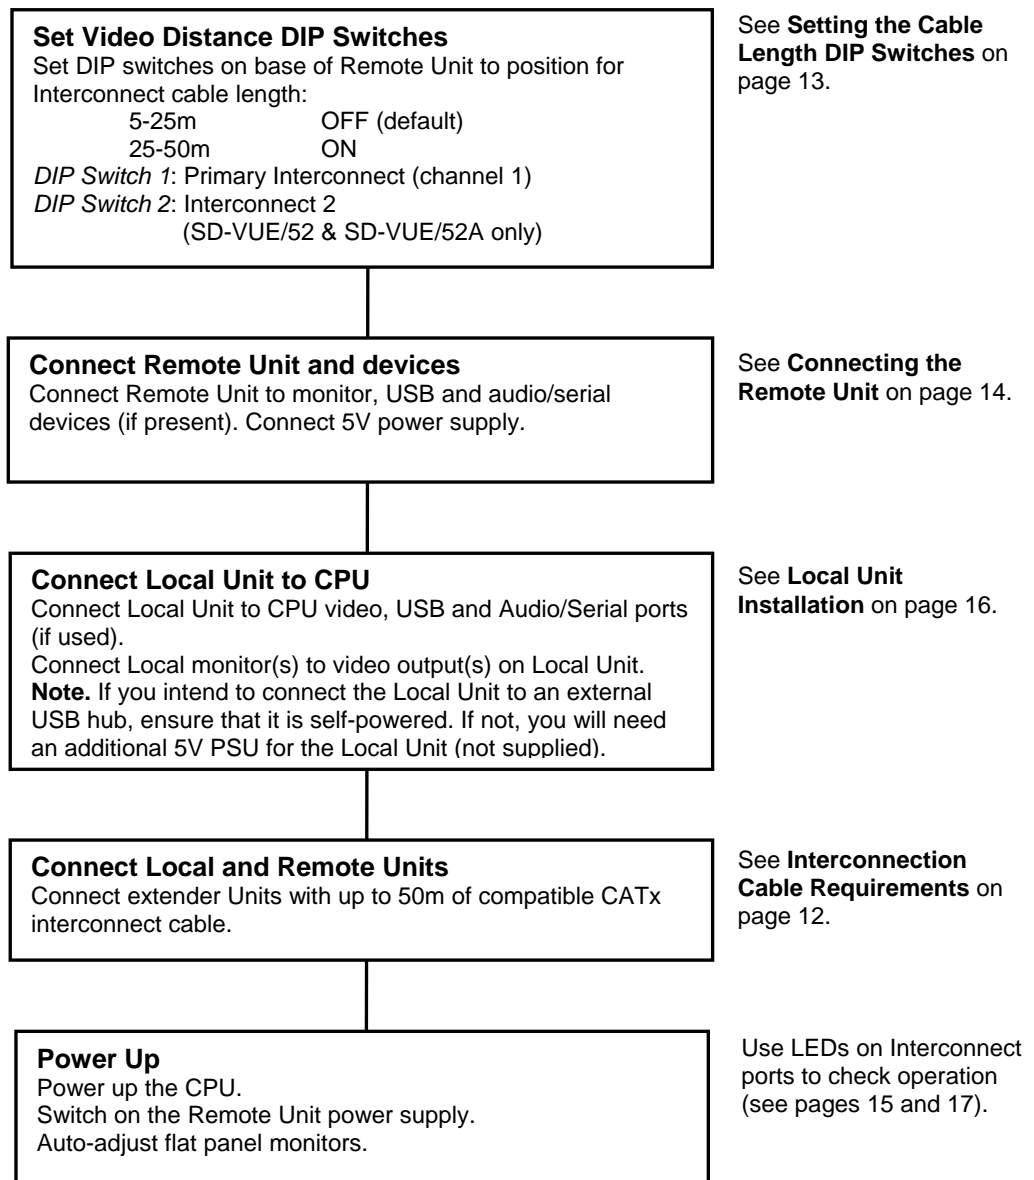 Set Video Distance DIP Switches
Set DIP switches on base of Remote Unit to position for
Interconnect cable length:
5-25m OFF (default)
25-50m ON
DIP Switch 1: Primary Interconnect (channel 1)
DIP Switch 2: Interconnect 2
(SD-VUE/52 & SD-VUE/52A only)
See Setting the Cable
Length DIP Switches on
page 13.
Connect Remote Unit and devices
Connect Remote Unit to monitor, USB and audio/serial
devices (if present). Connect 5V power supply.
See Connecting the
Remote Unit on page 14.
Connect Local Unit to CPU
Connect Local Unit to CPU video, USB and Audio/Serial ports
(if used).
Connect Local monitor(s) to video output(s) on Local Unit.
Note. If you intend to connect the Local Unit to an external
USB hub, ensure that it is self-powered. If not, you will need
an additional 5V PSU for the Local Unit (not supplied).
See Local Unit
Installation on page 16.
Connect Local and Remote Units
Connect extender Units with up to 50m of compatible CATx
interconnect cable.
See Interconnection
Cable Requirements on
page 12.
Power Up
Power up the CPU.
Switch on the Remote Unit power supply.
Auto-adjust flat panel monitors.
Use LEDs on Interconnect
ports to check operation
(see pages 15 and 17).